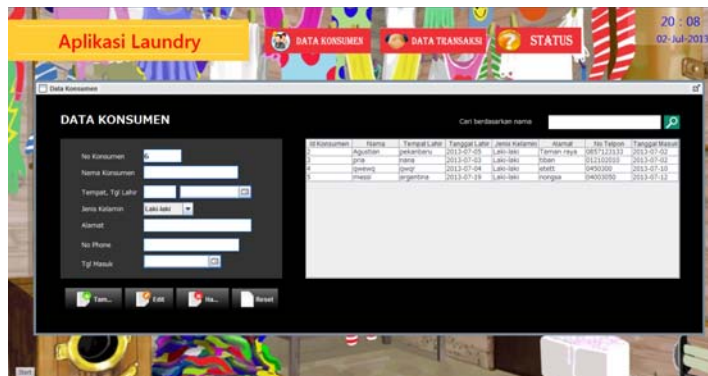 20 : 08
Aplikasi Laundry
DATA KONSUMEN
DATA TRANSAKSI
STATUS
02-Jul-2013
Data Konsumen
DATA KONSUMEN
Cari berdasarkan nama
Id Konsumen Nama Tempat Lahir Tanggal Lahir Jenis Kelamin Alamat No Telpon Tanggal Masuk
2 Agustian pekanbaru 2013-07-05 Laki-laki Taman raya 0857123133 2013-07-02
3 pria nana 2013-07-03 Laki-laki tiban 012102010 2013-07-02
4 qwewq qwqr 2013-07-04 Laki-laki 0450300 2013-07-10
5 messi argentina 2013-07-19 Laki-laki nongsa 04003050 2013-07-12
No Konsumen 6
Nama Konsumen
Tempat, Tgl Lahir
Jenis Kelamin Laki-laki
Alamat
No Phone
Tgl Masuk
Tam...
Edit
Ha...
Reset
Start